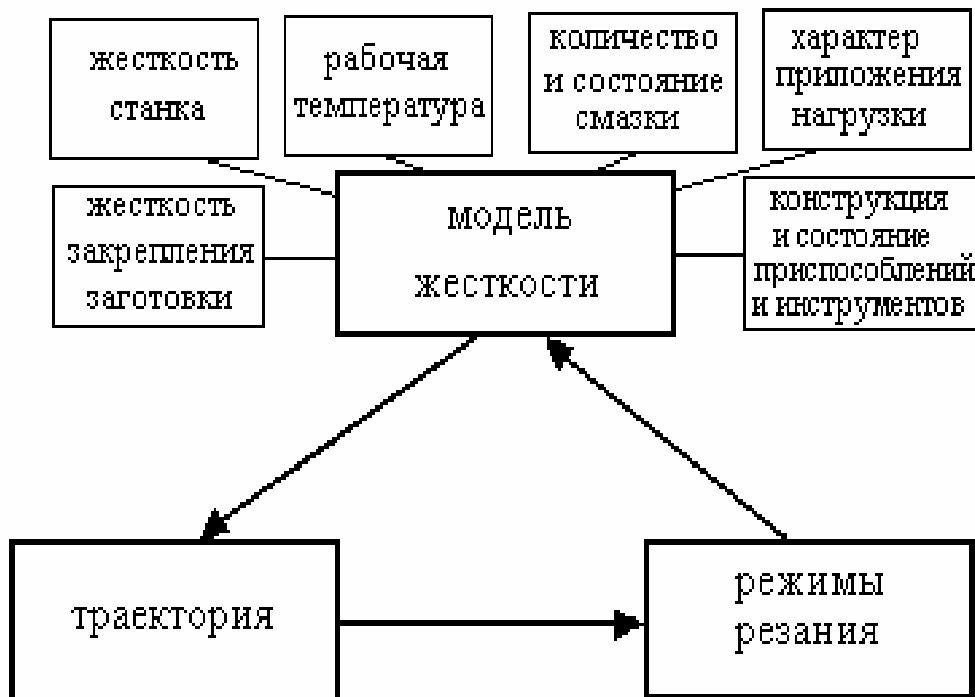 жесткость
станка
рабочая
температура
количество
и состояние
смазки
характер
приложения
нагрузки
жесткость
закрепления
заготовки
модель
жесткости
конструкция
и состояние
приспособлений
и инструментов
траектория
режимы
резания